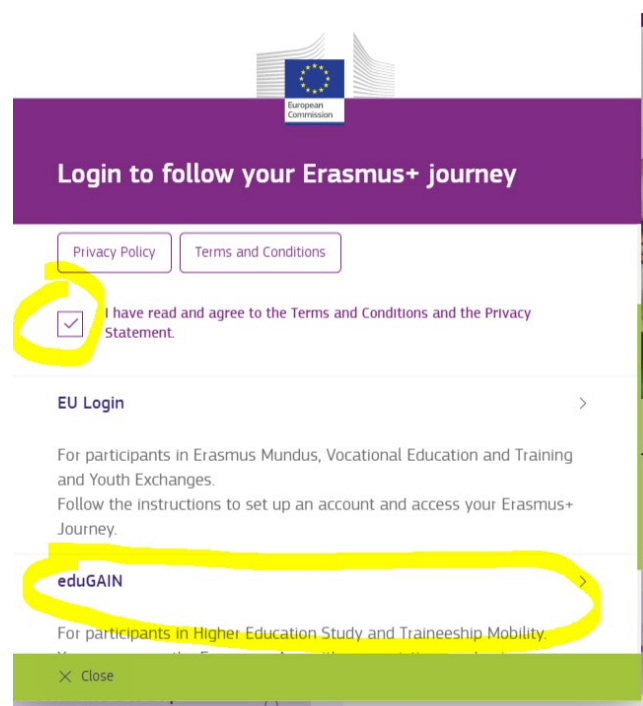 European
Commission
Login to follow your Erasmus+ journey
Privacy Policy
Terms and Conditions
I have read and agree to the Terms and Conditions and the Privacy
Statement.
EU Login
For participants in Erasmus Mundus, Vocational Education and Training
and Youth Exchanges.
Follow the instructions to set up an account and access your Erasmus+
Journey.
eduGAIN
For participants in Higher Education Study and Traineeship Mobility.
Close